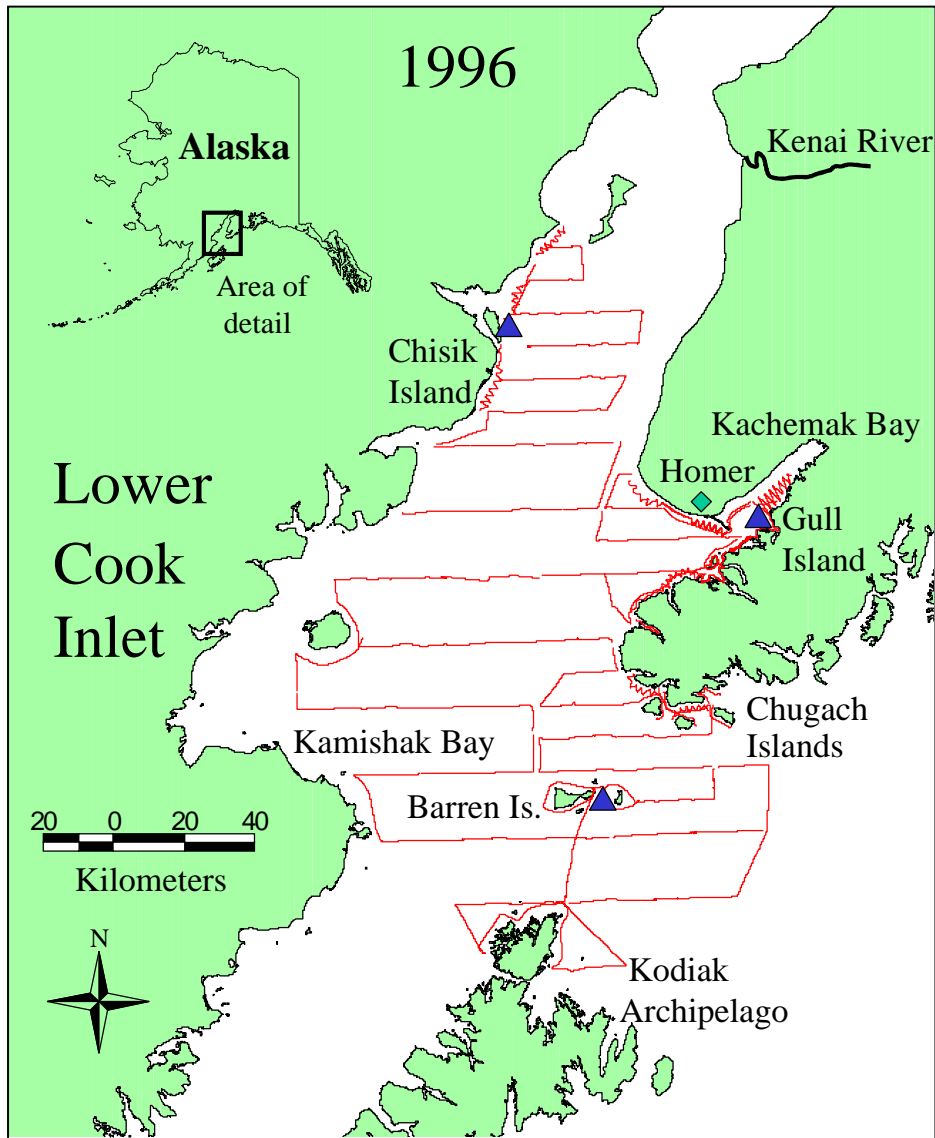 1996
Kenai River
Alaska
Area of
detail
Chisik
Island
Kachemak Bay
Homer
Gull
Island
Lower
Cook
Inlet
Chugach
Islands
Kamishak Bay
Barren Is.
20 0 20 40
Kilometers
N
Kodiak
Archipelago